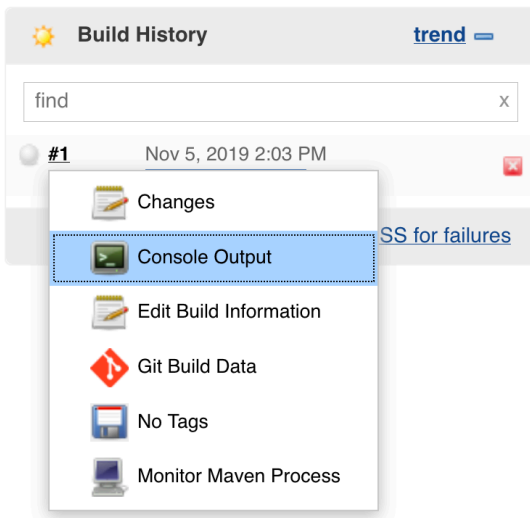 Build History trend
find x
#1 Nov 5, 2019 2:03 PM
Changes
SS for failures
Console Output
Edit Build Information
Git Build Data
No Tags
Monitor Maven Process